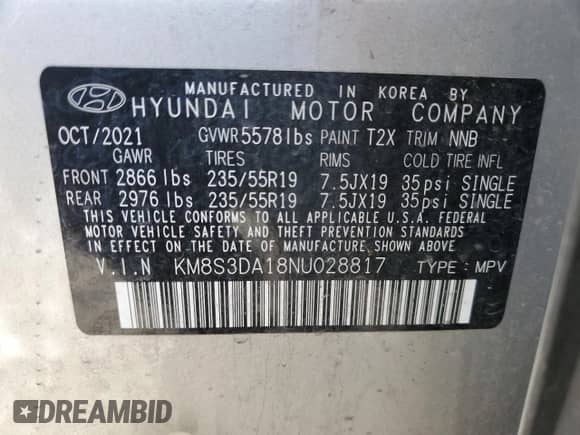 MANUFACTURED IN KOREA BY
HYUNDAI MOTOR COMPANY
OCT/2021 GVWR 5578lbs PAINT T2X TRIM NNB
GAWR TIRES RIMS COLD TIRE INFL
FRONT 2866 lbs 235/55R19 7.5JX19 35psi SINGLE
REAR 2976 lbs 235/55R19 7.5JX19 35psi SINGLE
THIS VEHICLE CONFORMS TO ALL APPLICABLE U.S.A. FEDERAL
MOTOR VEHICLE SAFETY AND THEFT PREVENTION STANDARDS
IN EFFECT ON THE DATE OF MANUFACTURE SHOWN ABOVE.
V.I.N KM8S3DA18NU028817 TYPE: MPV
DREAMBID